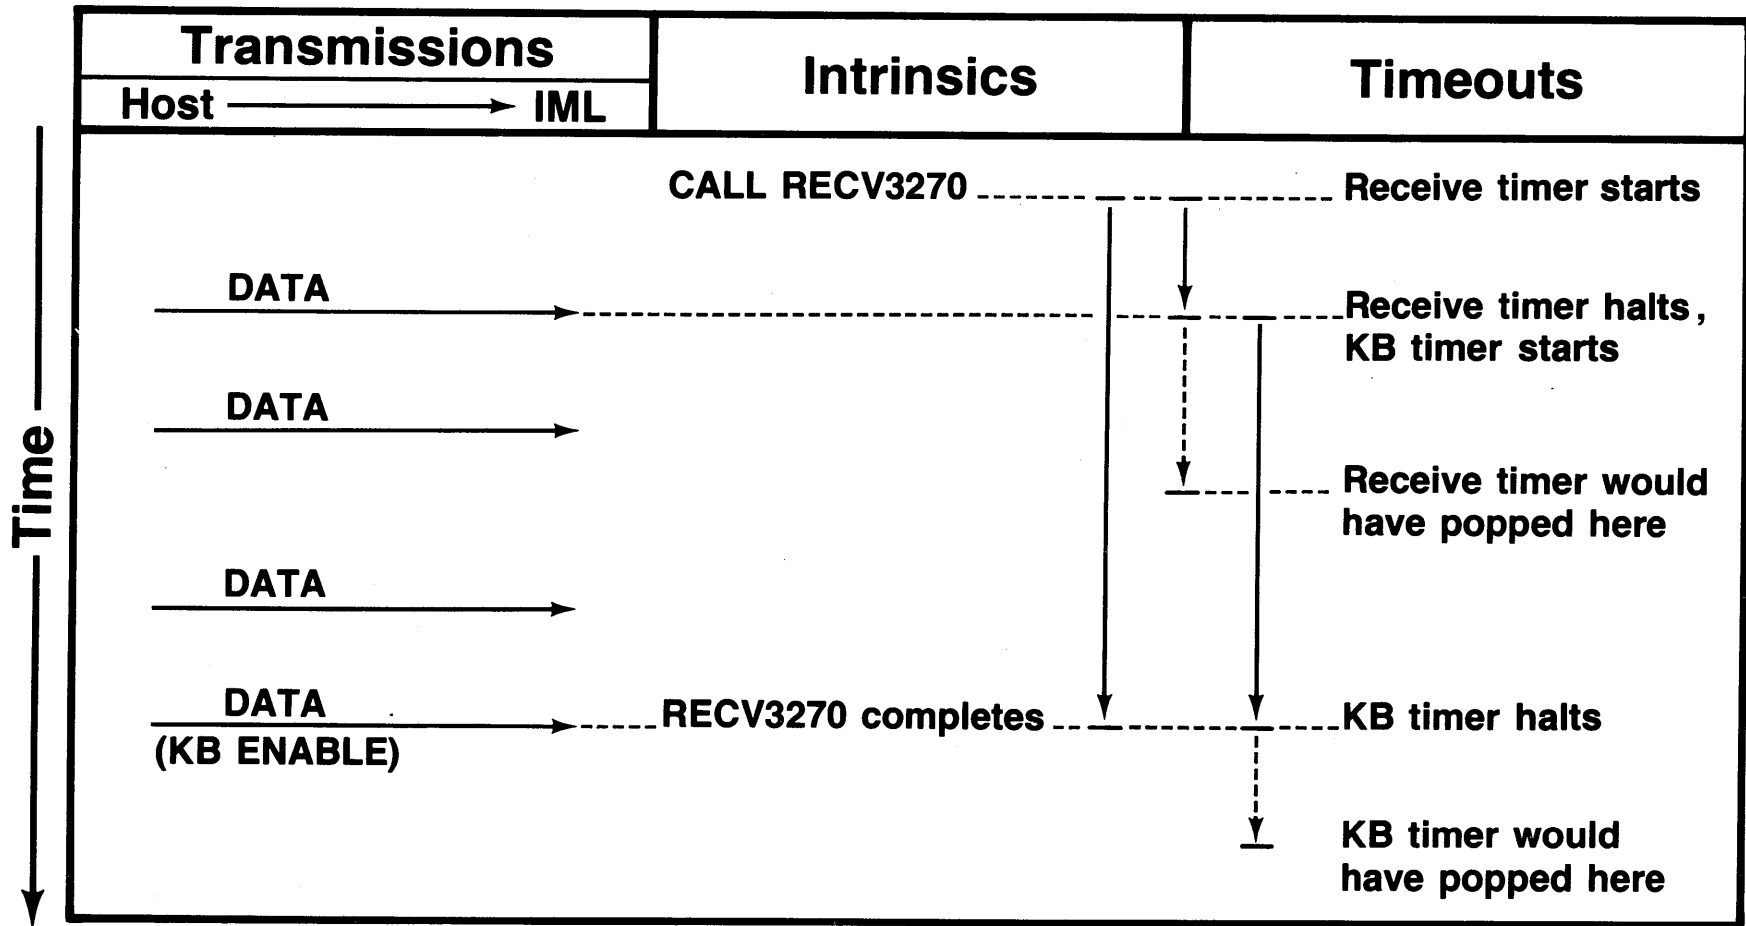 Transmissions
Host IML
Intrinsics
Timeouts
Time
CALL RECV3270
Receive timer starts
DATA
Receive timer halts,
KB timer starts
DATA
Receive timer would
have popped here
DATA
DATA
(KB ENABLE)
RECV3270 completes
KB timer halts
KB timer would
have popped here